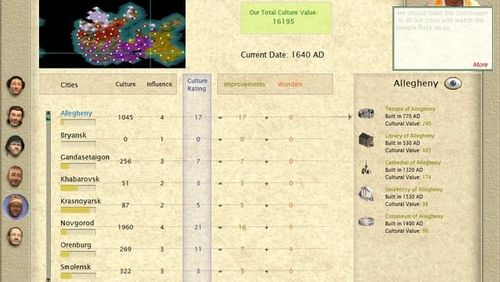 Our Total Culture Value:
16195
Current Date: 1640 AD
we should build the Colosseum
in all our cities and watch the
people flock to us.
More
Cities Culture Influence Culture Rating Improvements Wonders
Allegheny
Allegheny 1045 4 17 = 17 + 0
Bryansk 0 1 0 = 0 + 0
Gandasetaigon 256 3 7 = 7 + 0
Khabarovsk 51 2 3 = 3 + 0
Krasnoyarsk 87 2 5 = 5 + 0
Novgorod 1960 4 21 = 16 + 5
Orenburg 269 3 11 = 7 + 4
Smolensk 322 3 3 = 3 + 0
Temple of Allegheny
Built in 770 AD
Cultural Value: 240
Library of Allegheny
Built in 530 AD
Cultural Value:
Cathedral of Allegheny
Built in 1320 AD
Cultural Value: 174
University of Allegheny
Built in 1530 AD
Cultural Value:
Colosseum of Allegheny
Built in 1490 AD
Cultural Value: